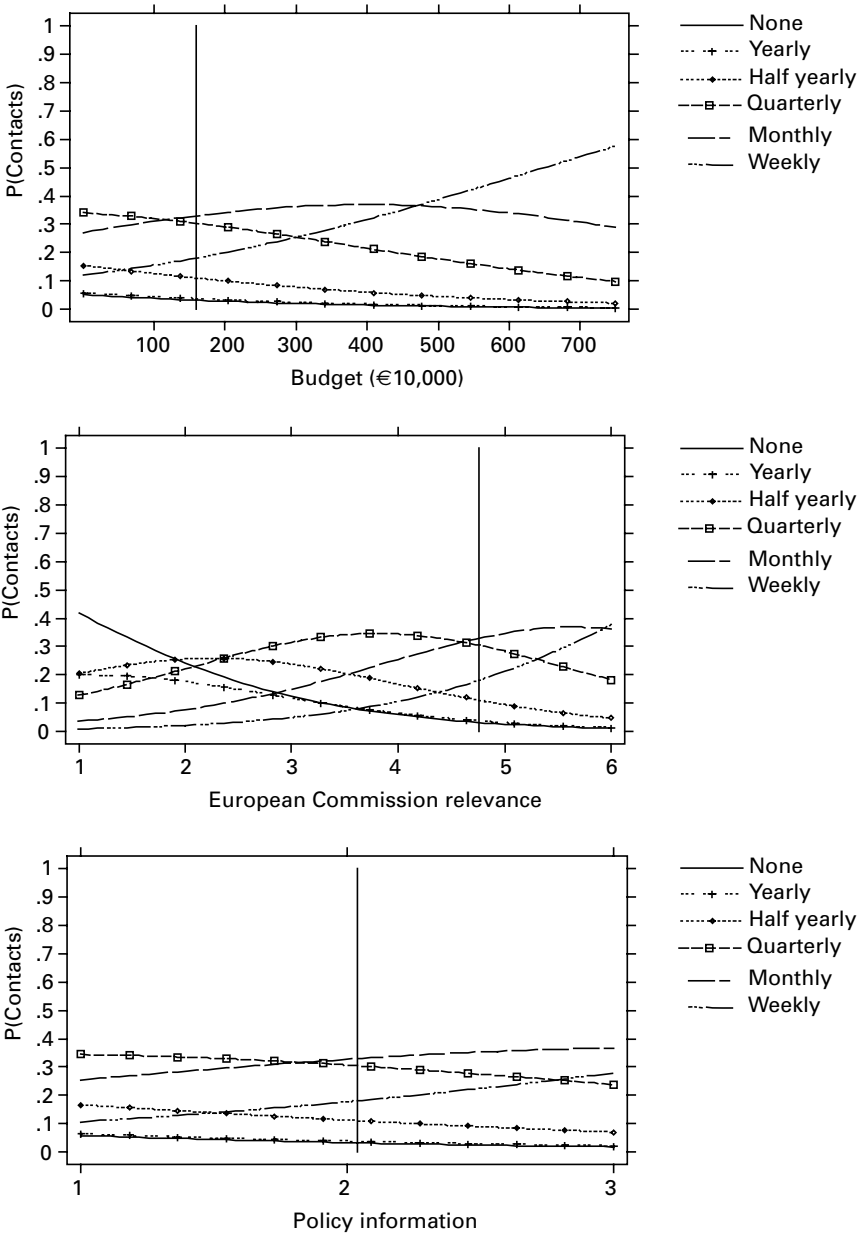 P(Contacts)
1
.9
.8
.7
.6
.5
.4
.3
.2
.1
0
100 200 300 400 500 600 700
Budget (€10,000)
None
Yearly
Half yearly
Quarterly
Monthly
Weekly
P(Contacts)
1
.9
.8
.7
.6
.5
.4
.3
.2
.1
0
1 2 3 4 5 6
European Commission relevance
None
Yearly
Half yearly
Quarterly
Monthly
Weekly
P(Contacts)
1
.9
.8
.7
.6
.5
.4
.3
.2
.1
0
1 2 3
Policy information
None
Yearly
Half yearly
Quarterly
Monthly
Weekly